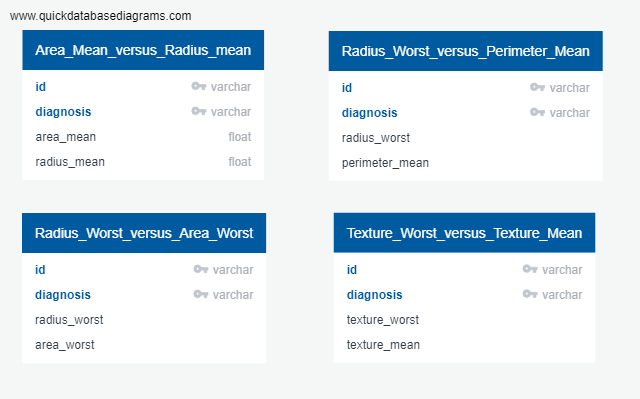 www.quickdatabasediagrams.com
Area_Mean_versus_Radius_mean
id varchar
diagnosis varchar
area_mean float
radius_mean float
Radius_Worst_versus_Perimeter_Mean
id varchar
diagnosis varchar
radius_worst
perimeter_mean
Radius_Worst_versus_Area_Worst
id varchar
diagnosis varchar
radius_worst
area_worst
Texture_Worst_versus_Texture_Mean
id varchar
diagnosis varchar
texture_worst
texture_mean